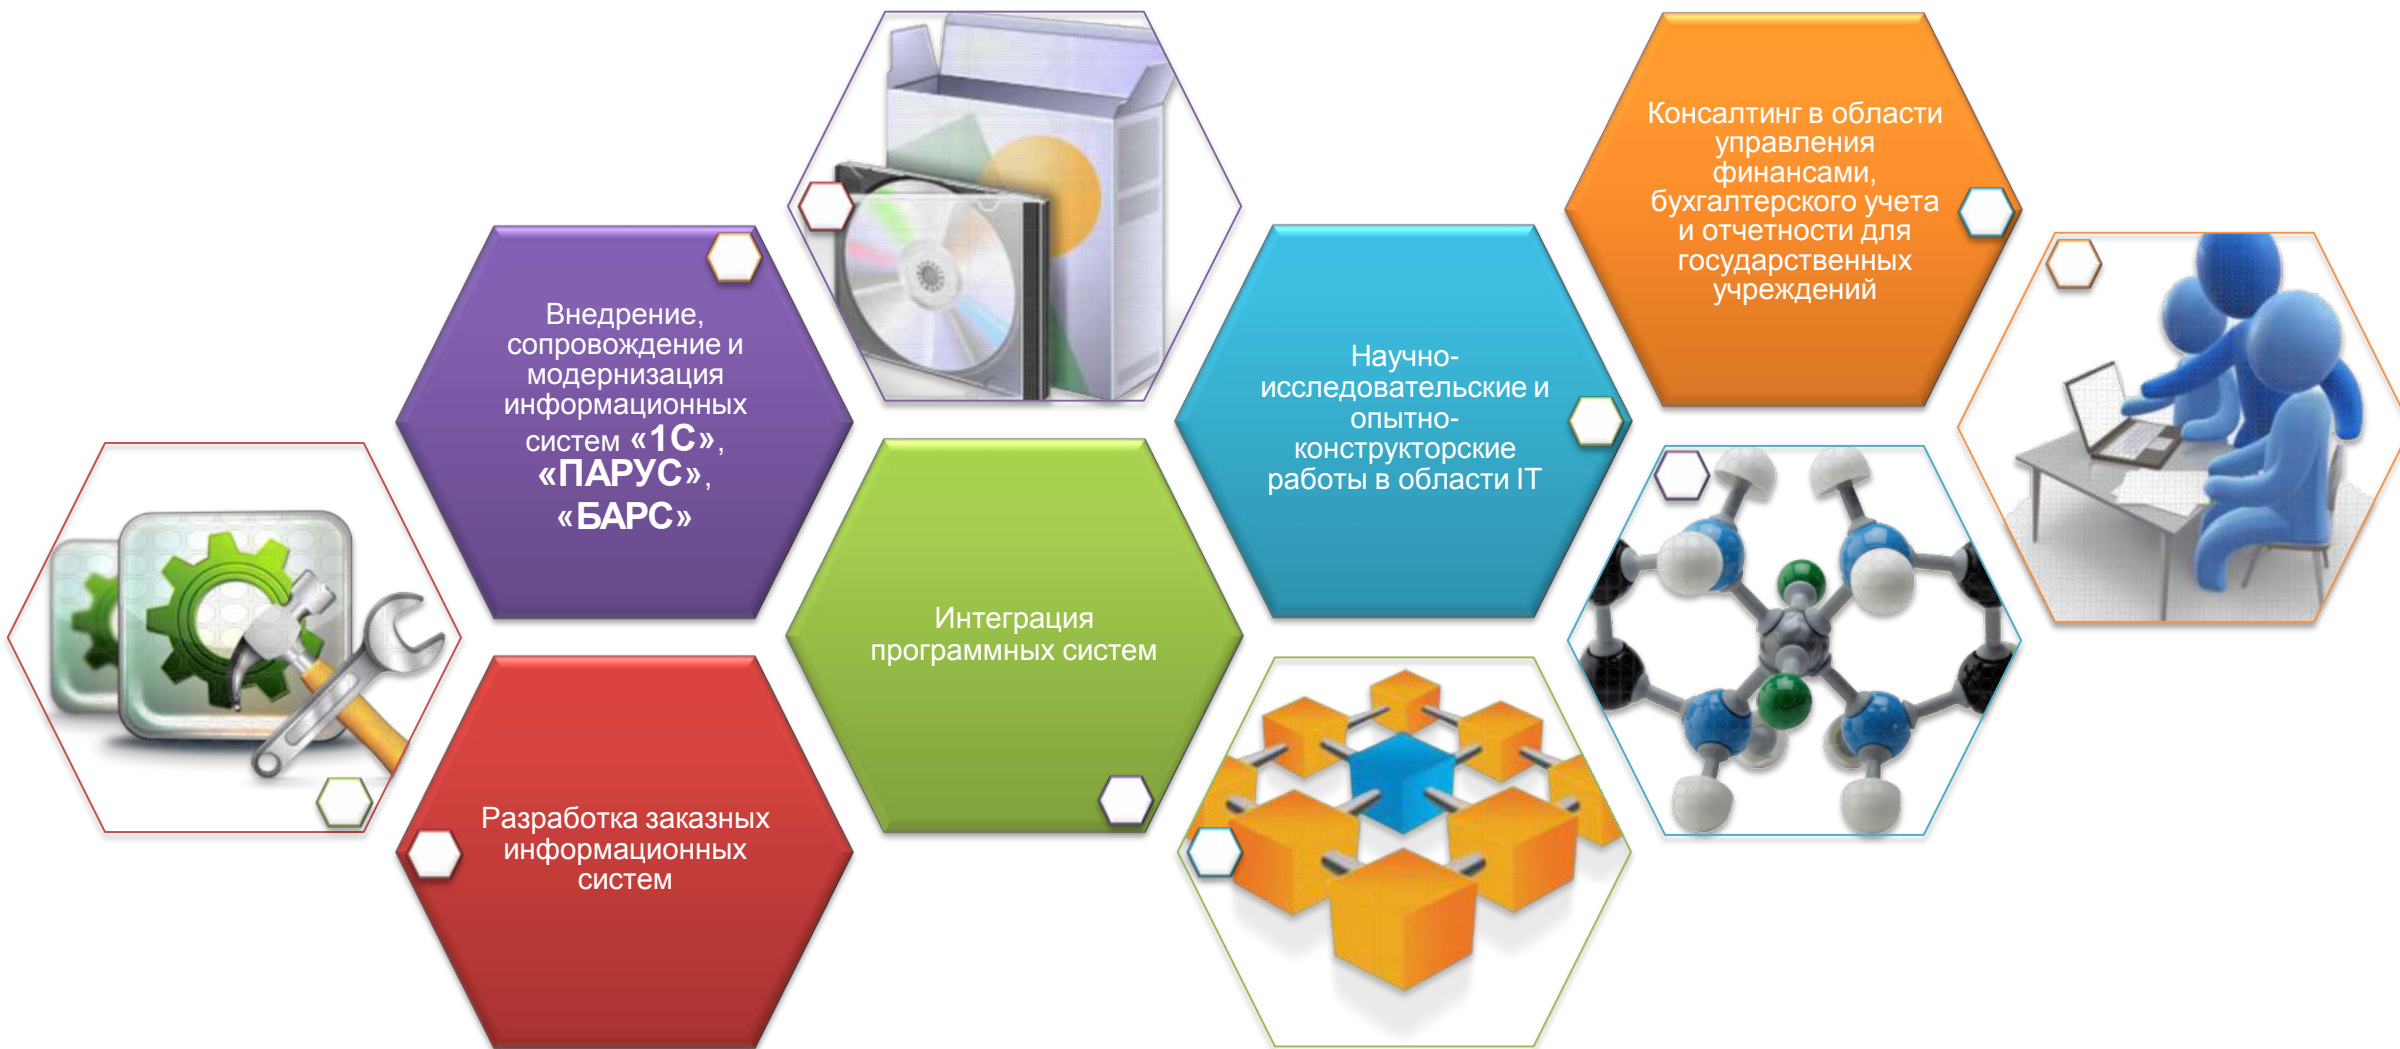 Внедрение,
сопровождение и
модернизация
информационных
систем «1С»,
«ПАРУС»,
«БАРС»
Разработка заказных
информационных
систем
Интеграция
программных систем
Научно-
исследовательские и
опытно-
конструкторские
работы в области IT
Консалтинг в области
управления
финансами,
бухгалтерского учета
и отчетности для
государственных
учреждений